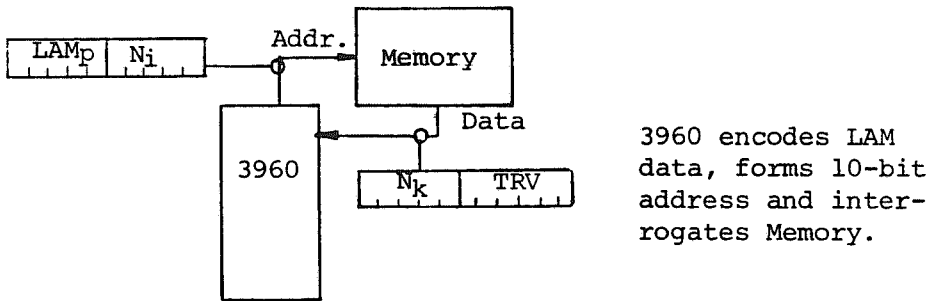 Addr.
LAMp Ni
Memory
Data
3960
Nk TRV
3960 encodes LAM
data, forms 10-bit
address and inter-
rogates Memory.